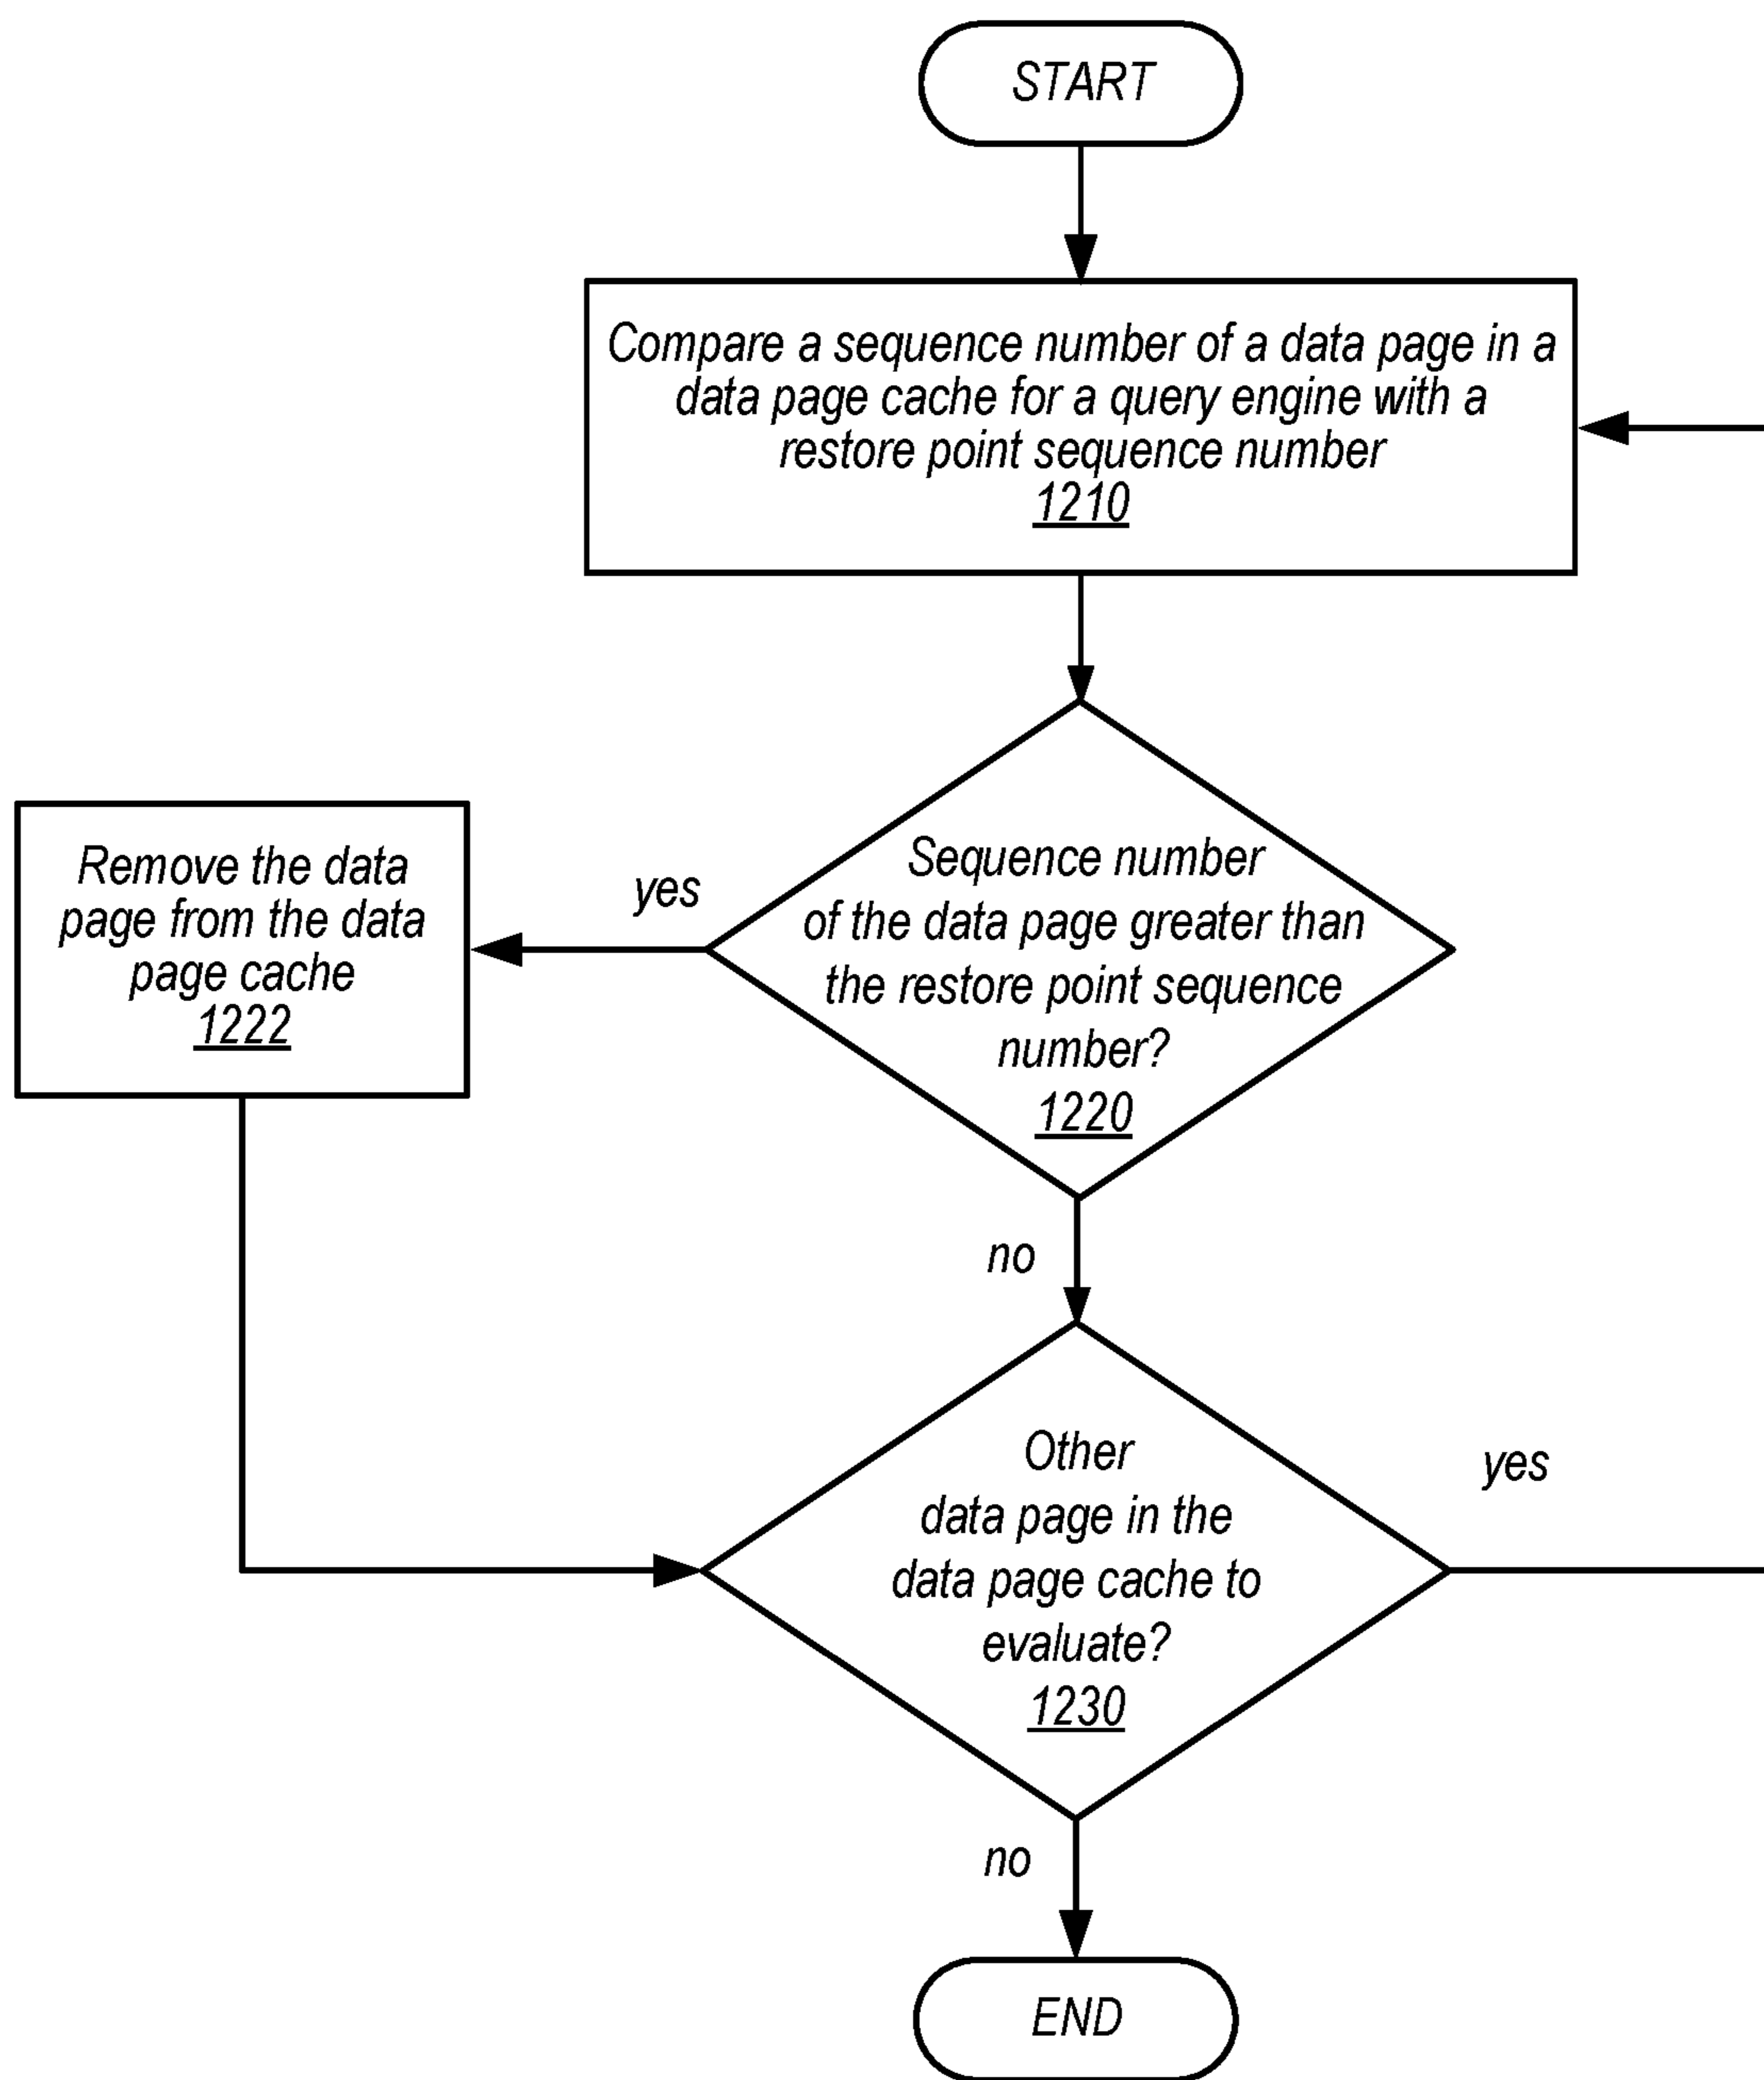 START
Compare a sequence number of a data page in a
data page cache for a query engine with a
restore point sequence number
1210
Sequence number
of the data page greater than
the restore point sequence
number?
1220
yes
Remove the data
page from the data
page cache
1222
no
Other
data page in the
data page cache to
evaluate?
1230
yes
no
END